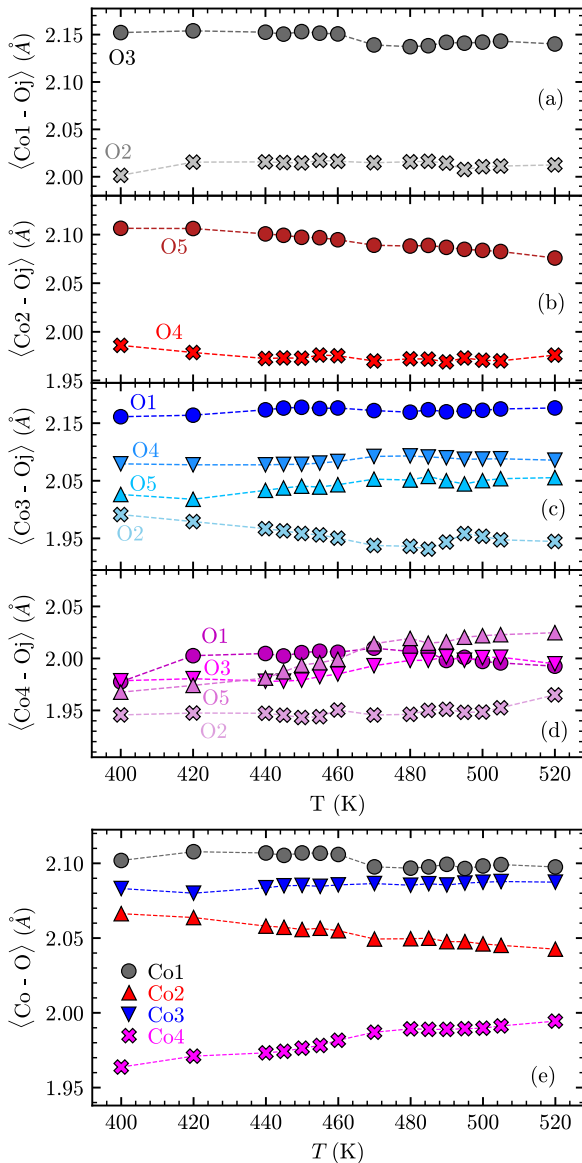 2.15
2.10
2.05
2.00
⟨Co1 - Oj⟩ (Å)
O3
O2
(a)
2.10
2.00
1.95
⟨Co2 - Oj⟩ (Å)
O5
O4
(b)
2.15
2.05
1.95
⟨Co3 - Oj⟩ (Å)
O1
O4
O5
O2
(c)
2.05
2.00
1.95
⟨Co4 - Oj⟩ (Å)
O1
O3
O5
O2
(d)
400 420 440 460 480 500 520
T (K)
2.10
2.05
2.00
1.95
⟨Co - O⟩ (Å)
Co1
Co2
Co3
Co4
(e)
400 420 440 460 480 500 520
T (K)